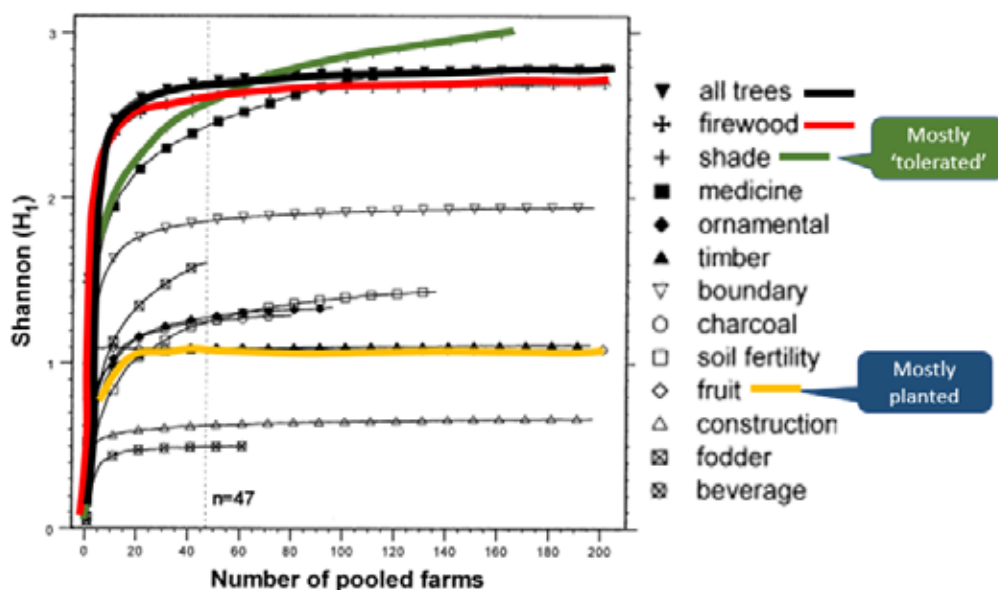 3
2
1
0
Shannon (H1)
n=47
0 20 40 60 80 100 120 140 160 180 200
Number of pooled farms
all trees
firewood
shade
medicine
ornamental
timber
boundary
charcoal
soil fertility
fruit
construction
fodder
beverage
Mostly
‘tolerated’
Mostly
planted